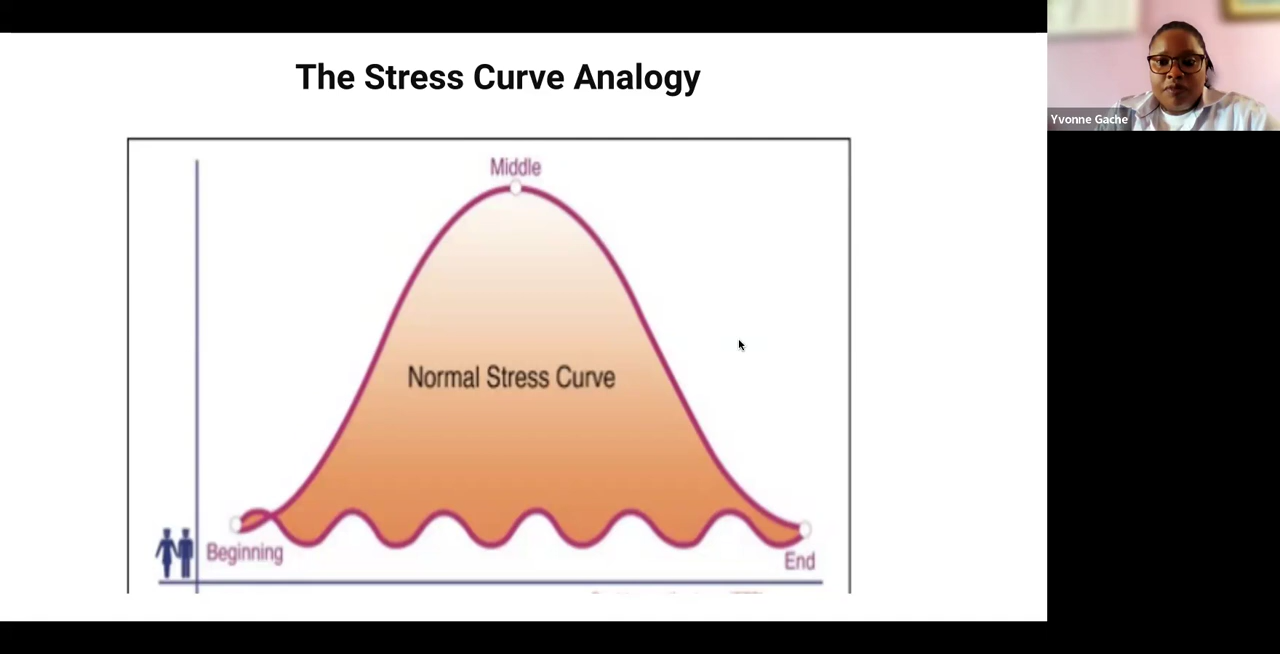 The Stress Curve Analogy
Yvonne Gache
Middle
Normal Stress Curve
Beginning
End